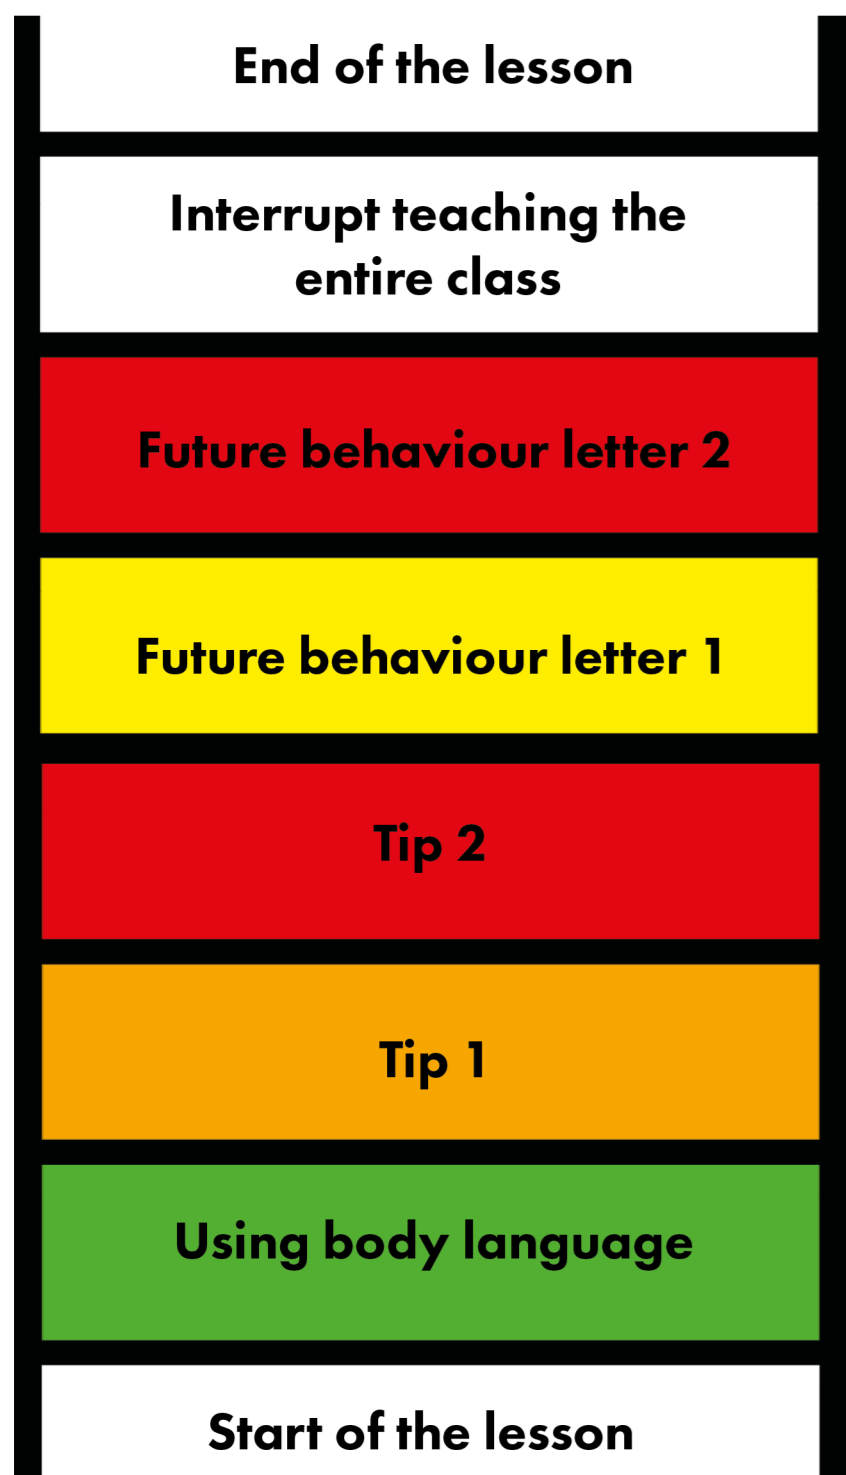 End of the lesson
Interrupt teaching the
entire class
Future behaviour letter 2
Future behaviour letter 1
Tip 2
Tip 1
Using body language
Start of the lesson